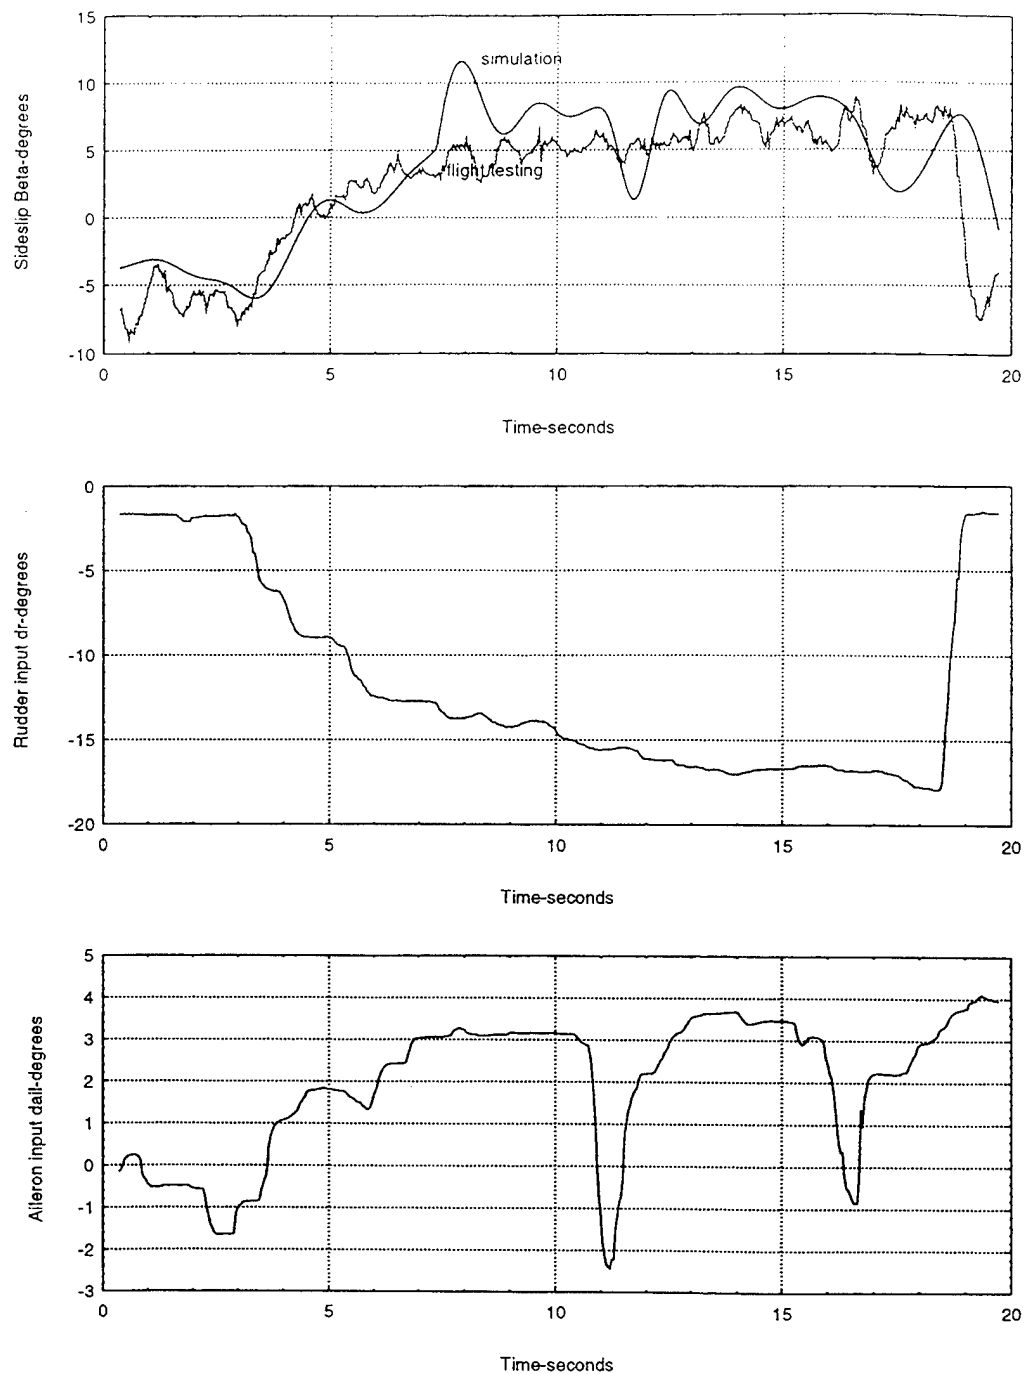 15
10
5
0
-5
-10
Sideslip Beta-degrees
simulation
flight testing
0 5 10 15 20
Time-seconds
0
-5
-10
-15
-20
Rudder input dr-degrees
0 5 10 15 20
Time-seconds
5
4
3
2
1
0
-1
-2
-3
Aileron input dail-degrees
0 5 10 15 20
Time-seconds